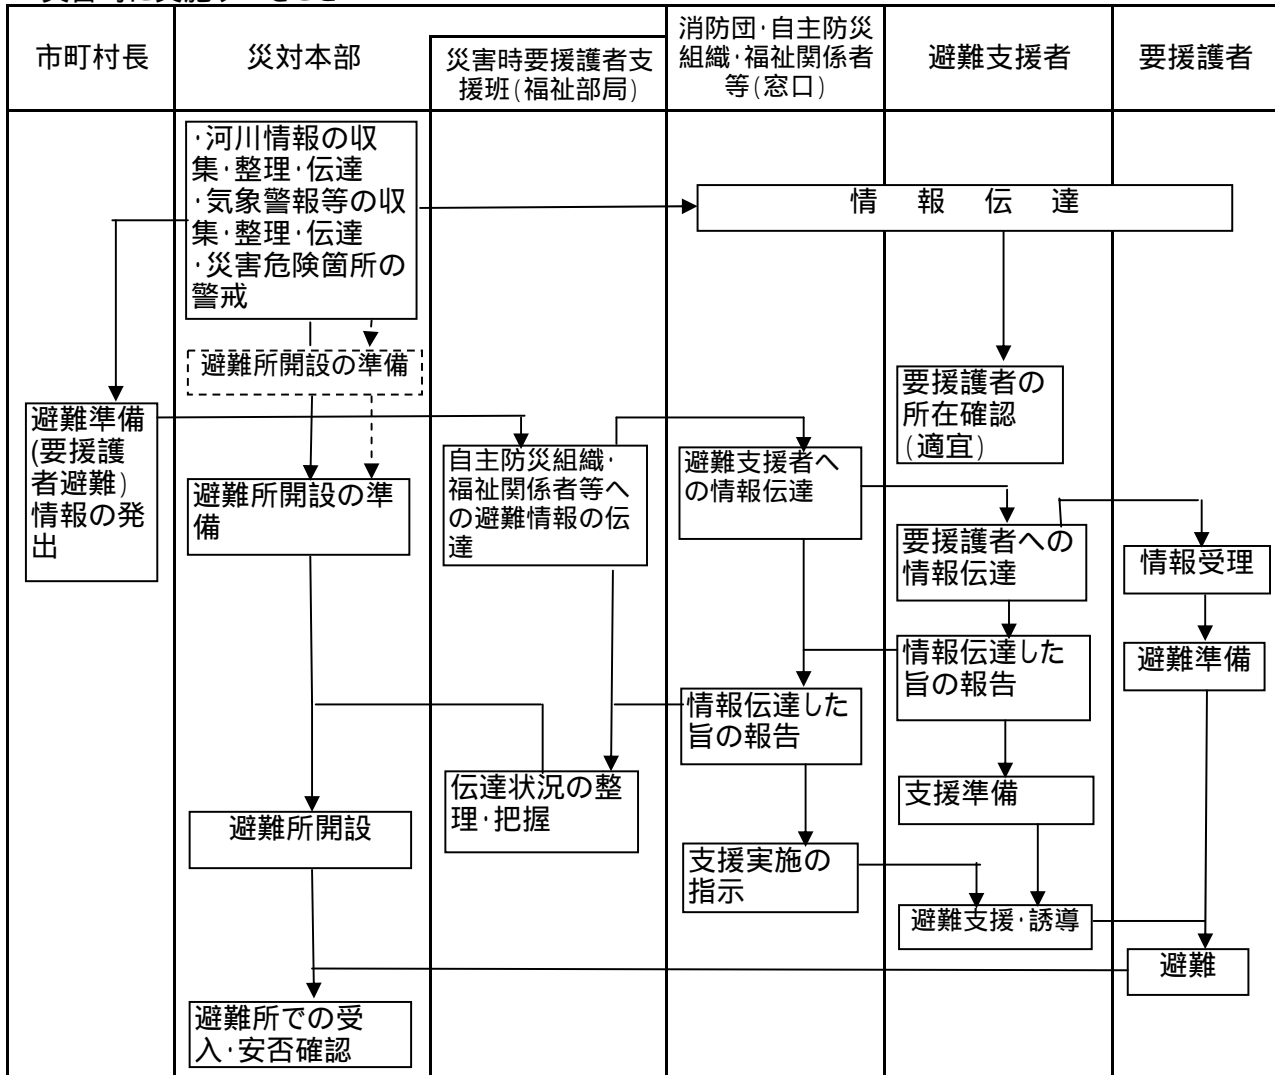 市町村長
災対本部
災害時要援護者支
援班(福祉部局)
消防団・自主防災
組織・福祉関係者
等(窓口)
避難支援者
要援護者
・河川情報の収
集・整理・伝達
・気象警報等の収
集・整理・伝達
・災害危険箇所の
警戒
情 報 伝 達
避難所開設の準備
要援護者の
所在確認
(適宜)
避難準備
(要援護
者避難)
情報の発
出
避難所開設の準
備
自主防災組織・
福祉関係者等へ
の避難情報の伝
達
避難支援者へ
の情報伝達
要援護者への
情報伝達
情報受理
情報伝達した
旨の報告
避難準備
情報伝達した
旨の報告
伝達状況の整
理・把握
支援準備
避難所開設
支援実施の
指示
避難支援・誘導
避難
避難所での受
入・安否確認